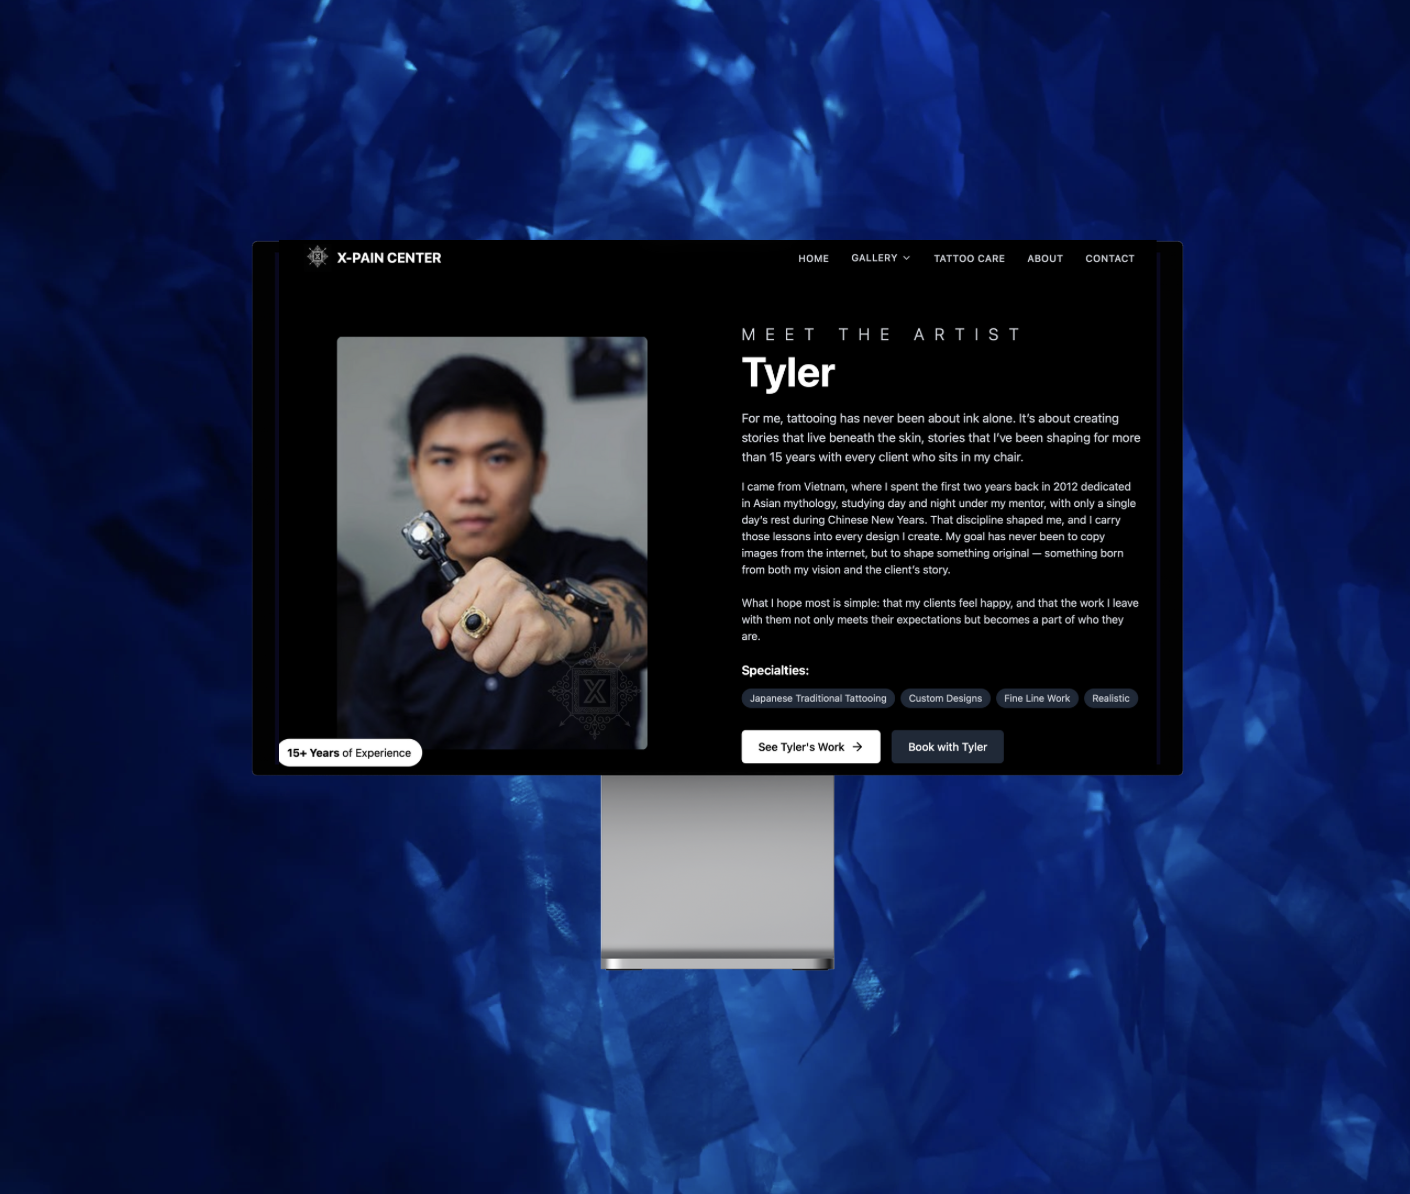 X-PAIN CENTER
HOME GALLERY TATTOO CARE ABOUT CONTACT
MEET THE ARTIST
Tyler
For me, tattooing has never been about ink alone. It's about creating
stories that live beneath the skin, stories that I've been shaping for more
than 15 years with every client who sits in my chair.
I came from Vietnam, where I spent the first two years back in 2012 dedicated
in Asian mythology, studying day and night under my mentor, with only a single
day's rest during Chinese New Years. That discipline shaped me, and I carry
those lessons into every design I create. My goal has never been to copy
images from the internet, but to shape something original — something born
from both my vision and the client's story.
What I hope most is simple: that my clients feel happy, and that the work I leave
with them not only meets their expectations but becomes a part of who they
are.
Specialties:
Japanese Traditional Tattooing Custom Designs Fine Line Work Realistic
See Tyler's Work → Book with Tyler
15+ Years of Experience
X